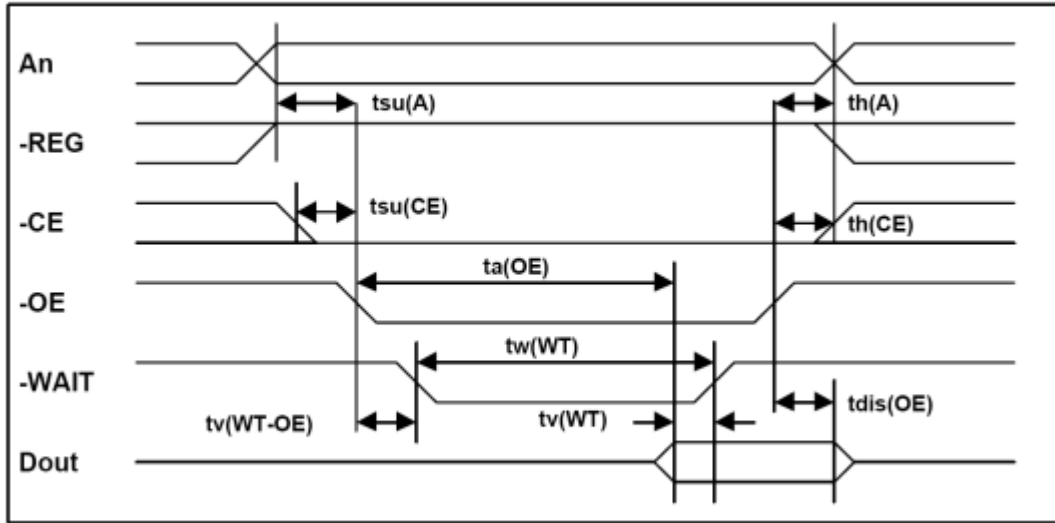 An
tsu(A)
th(A)
-REG
tsu(CE)
-CE
th(CE)
ta(OE)
-OE
tw(WT)
-WAIT
tv(WT-OE)
tv(WT)
tdis(OE)
Dout